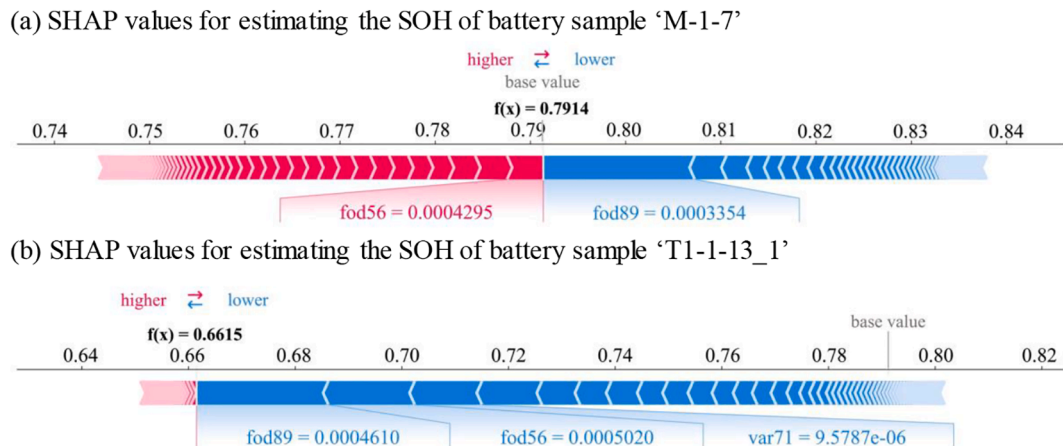 (a) SHAP values for estimating the SOH of battery sample ‘M-1-7’
higher ⇄ lower
base value
f(x) = 0.7914
0.74 0.75 0.76 0.77 0.78 0.79 0.80 0.81 0.82 0.83 0.84
fod56 = 0.0004295 fod89 = 0.0003354
(b) SHAP values for estimating the SOH of battery sample ‘T1-1-13_1’
higher ⇄ lower
f(x) = 0.6615 base value
0.64 0.66 0.68 0.70 0.72 0.74 0.76 0.78 0.80 0.82
fod89 = 0.0004610 fod56 = 0.0005020 var71 = 9.5787e-06